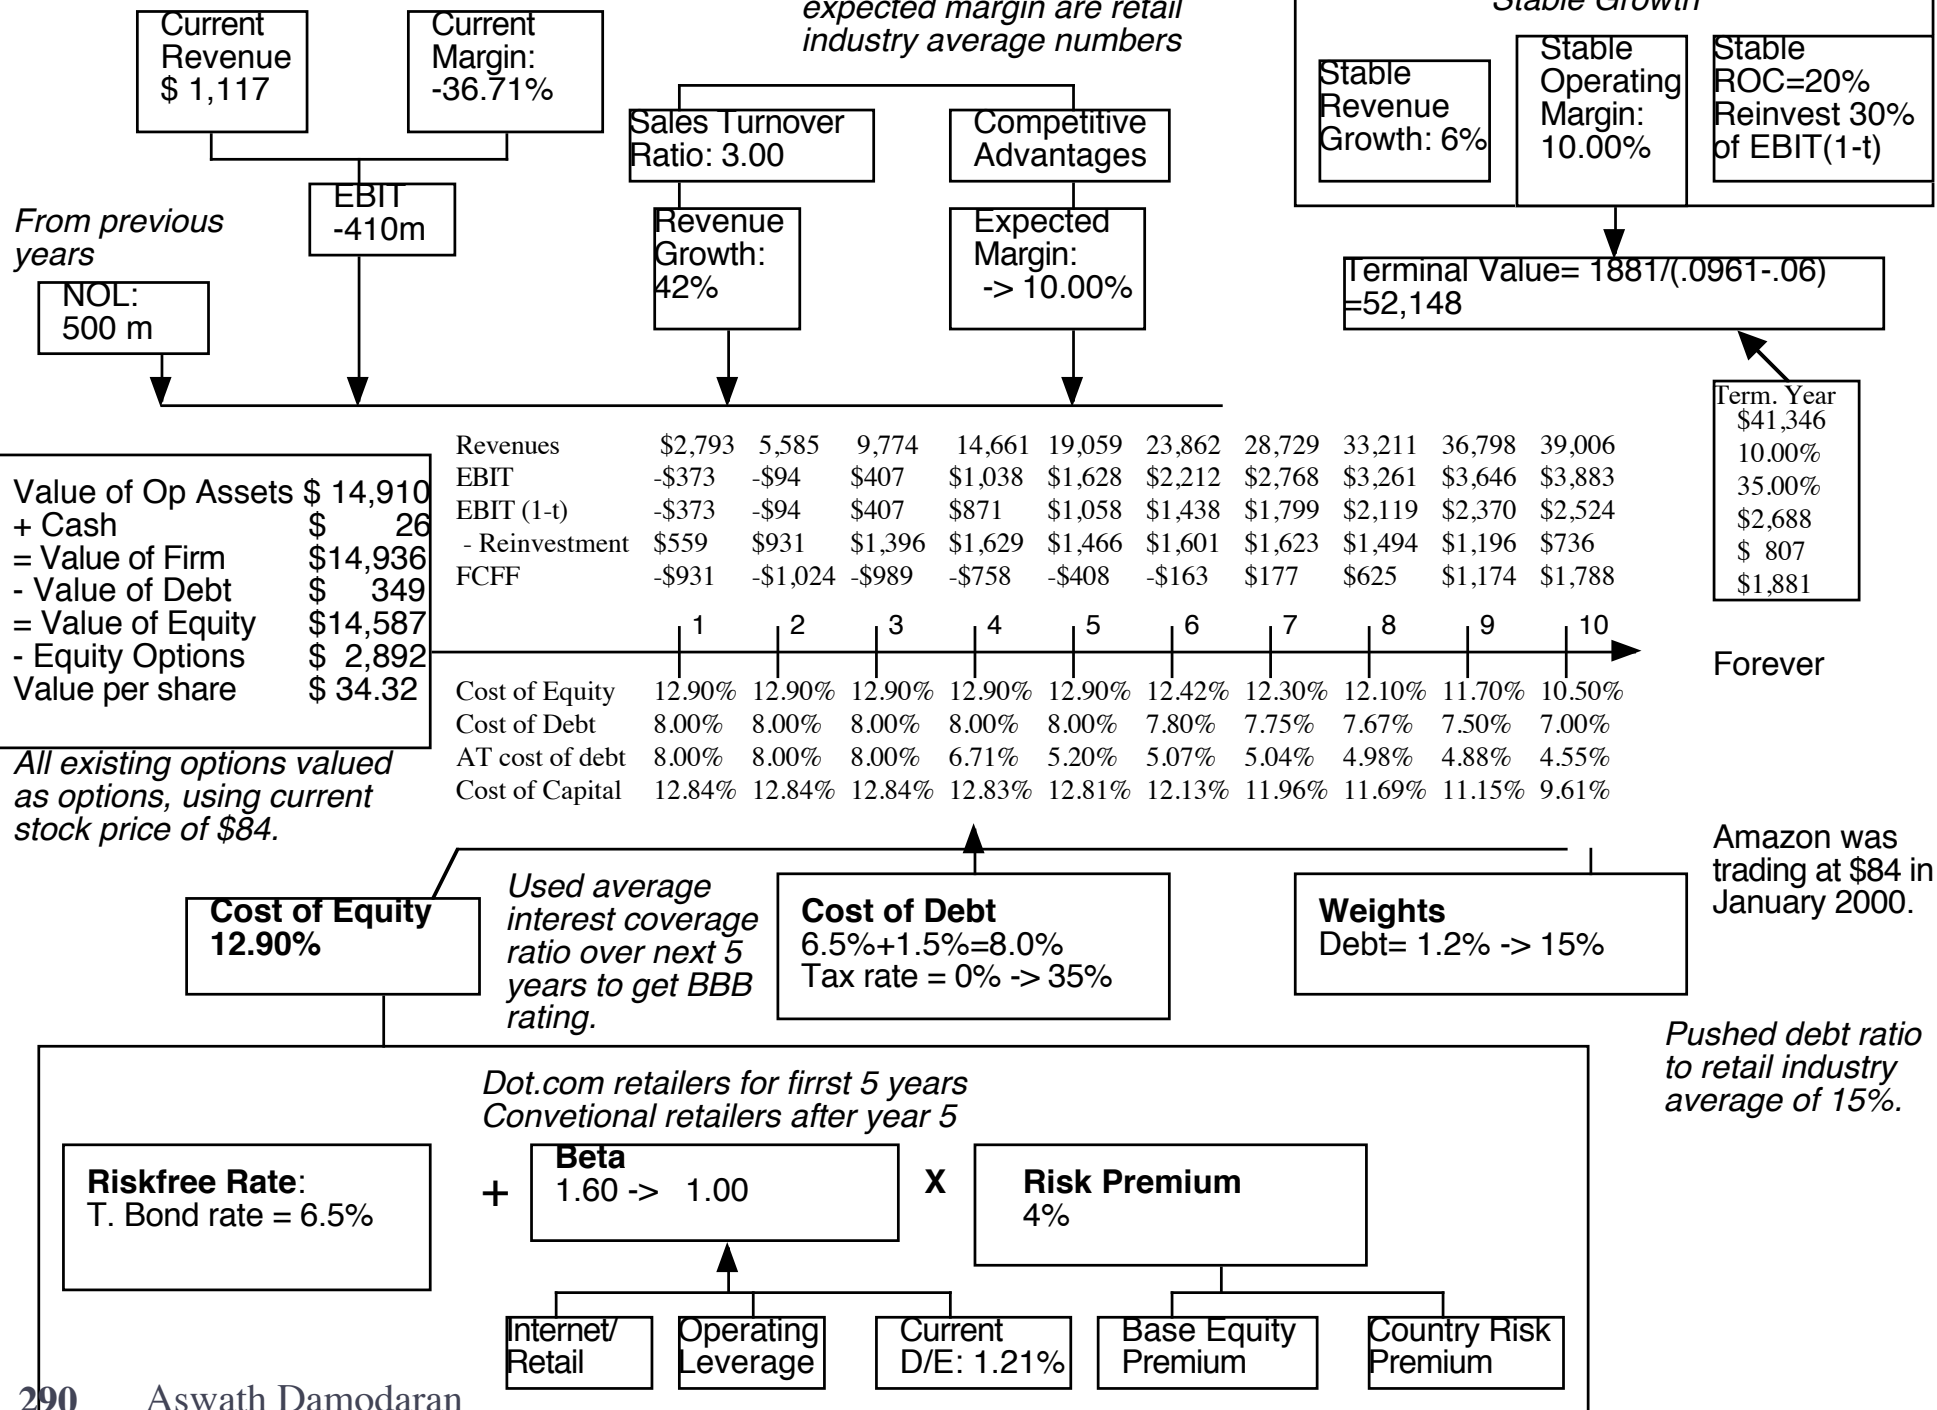 expected margin are retail
industry average numbers
Stable Growth
Current
Revenue
$ 1,117
Current
Margin:
-36.71%
Sales Turnover
Ratio: 3.00
Competitive
Advantages
Stable
Revenue
Growth: 6%
Stable
Operating
Margin:
10.00%
Stable
ROC=20%
Reinvest 30%
of EBIT(1-t)
EBIT
-410m
From previous
years
NOL:
500 m
Revenue
Growth:
42%
Expected
Margin:
-> 10.00%
Terminal Value= 1881/(.0961-.06)
=52,148
Term. Year
$41,346
10.00%
35.00%
$2,688
$ 807
$1,881
Revenues $2,793 5,585 9,774 14,661 19,059 23,862 28,729 33,211 36,798 39,006
EBIT -$373 -$94 $407 $1,038 $1,628 $2,212 $2,768 $3,261 $3,646 $3,883
EBIT (1-t) -$373 -$94 $407 $871 $1,058 $1,438 $1,799 $2,119 $2,370 $2,524
- Reinvestment $559 $931 $1,396 $1,629 $1,466 $1,601 $1,623 $1,494 $1,196 $736
FCFF -$931 -$1,024 -$989 -$758 -$408 -$163 $177 $625 $1,174 $1,788
Value of Op Assets $ 14,910
+ Cash $ 26
= Value of Firm $14,936
- Value of Debt $ 349
= Value of Equity $14,587
- Equity Options $ 2,892
Value per share $ 34.32
1 2 3 4 5 6 7 8 9 10
Forever
Cost of Equity 12.90% 12.90% 12.90% 12.90% 12.90% 12.42% 12.30% 12.10% 11.70% 10.50%
Cost of Debt 8.00% 8.00% 8.00% 8.00% 8.00% 7.80% 7.75% 7.67% 7.50% 7.00%
AT cost of debt 8.00% 8.00% 8.00% 6.71% 5.20% 5.07% 5.04% 4.98% 4.88% 4.55%
Cost of Capital 12.84% 12.84% 12.84% 12.83% 12.81% 12.13% 11.96% 11.69% 11.15% 9.61%
All existing options valued
as options, using current
stock price of $84.
Amazon was
trading at $84 in
January 2000.
Cost of Equity
12.90%
Used average
interest coverage
ratio over next 5
years to get BBB
rating.
Cost of Debt
6.5%+1.5%=8.0%
Tax rate = 0% -> 35%
Weights
Debt= 1.2% -> 15%
Pushed debt ratio
to retail industry
average of 15%.
Dot.com retailers for firrst 5 years
Convetional retailers after year 5
Riskfree Rate:
T. Bond rate = 6.5%
+
Beta
1.60 -> 1.00
X
Risk Premium
4%
Internet/
Retail
Operating
Leverage
Current
D/E: 1.21%
Base Equity
Premium
Country Risk
Premium
290 Aswath Damodaran